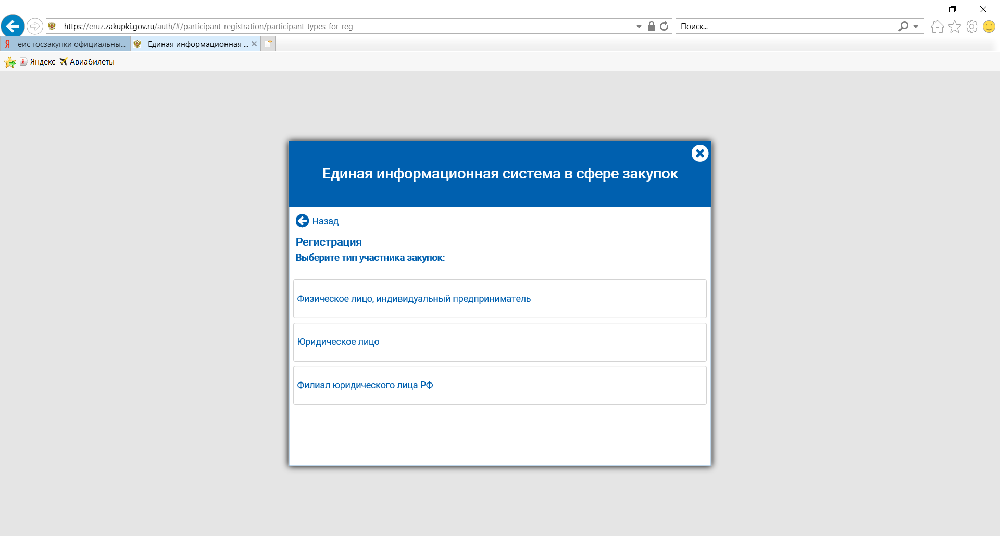 https://eruz.zakupki.gov.ru/auth/#/participant-registration/participant-types-for-reg
Поиск...
Я еис госзакупки официальны...
Единая информационная ...
Я Яндекс
Авиабилеты
Единая информационная система в сфере закупок
Назад
Регистрация
Выберите тип участника закупок:
Физическое лицо, индивидуальный предприниматель
Юридическое лицо
Филиал юридического лица РФ